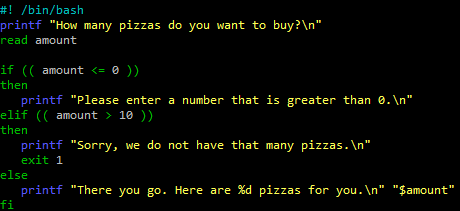 #! /bin/bash
printf "How many pizzas do you want to buy?\n"
read amount

if (( amount <= 0 ))
then
   printf "Please enter a number that is greater than 0.\n"
elif (( amount > 10 ))
then
   printf "Sorry, we do not have that many pizzas.\n"
   exit 1
else
   printf "There you go. Here are %d pizzas for you.\n" "$amount"
fi